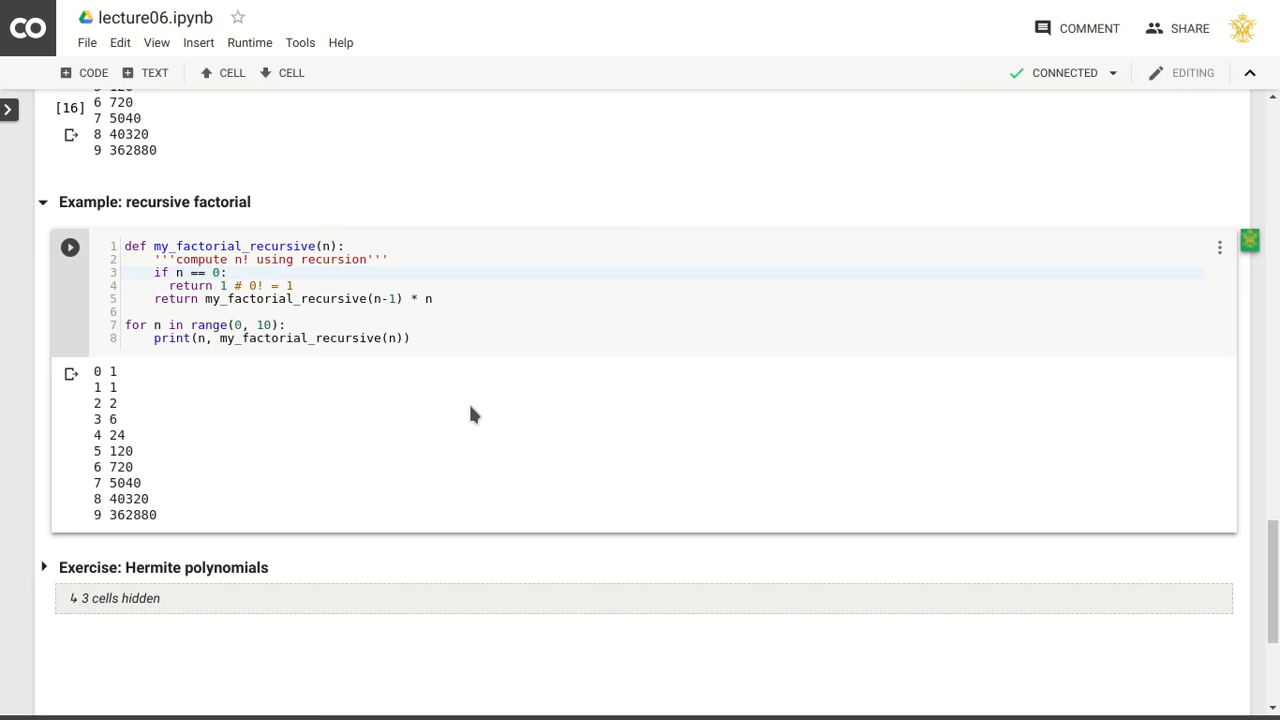 CO
lecture06.ipynb
File Edit View Insert Runtime Tools Help
COMMENT SHARE
CODE TEXT CELL CELL
CONNECTED EDITING
5 120
[16] 6 720
7 5040
8 40320
9 362880
Example: recursive factorial
1 def my_factorial_recursive(n):
2     '''compute n! using recursion'''
3     if n == 0:
4       return 1 # 0! = 1
5     return my_factorial_recursive(n-1) * n
6
7 for n in range(0, 10):
8     print(n, my_factorial_recursive(n))
0 1
1 1
2 2
3 6
4 24
5 120
6 720
7 5040
8 40320
9 362880
Exercise: Hermite polynomials
↳ 3 cells hidden